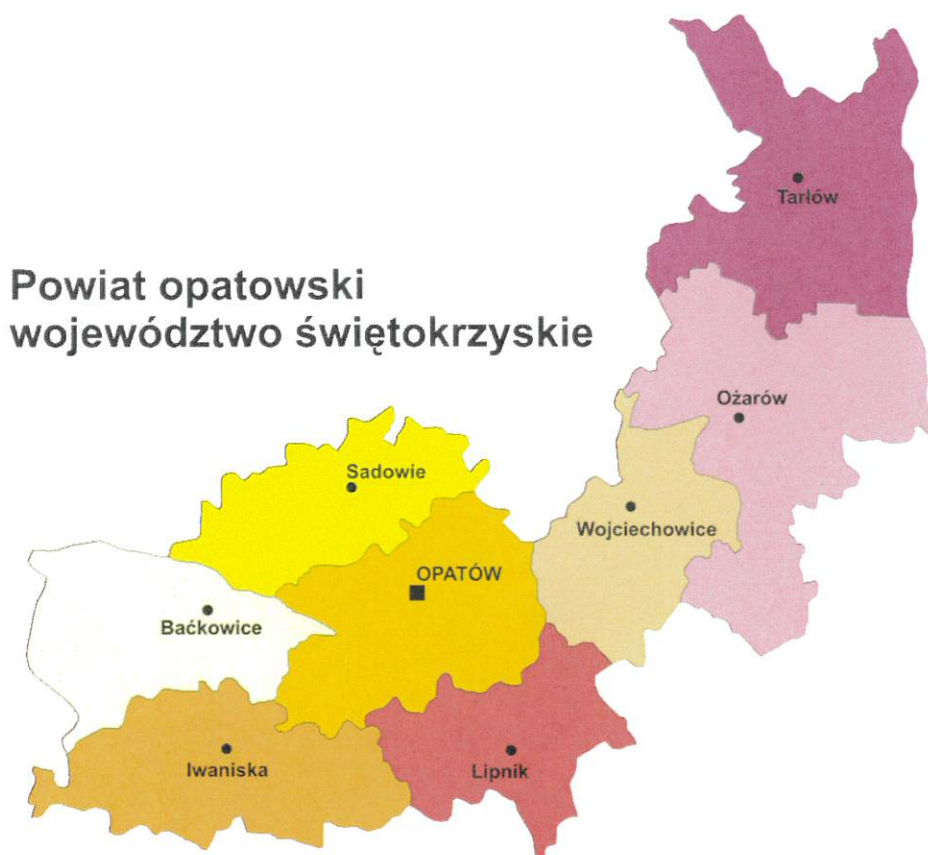 Powiat opatowski
województwo świętokrzyskie
Tarłów
Ożarów
Sadowie
Wojciechowice
OPATÓW
Baćkowice
Iwaniska
Lipnik